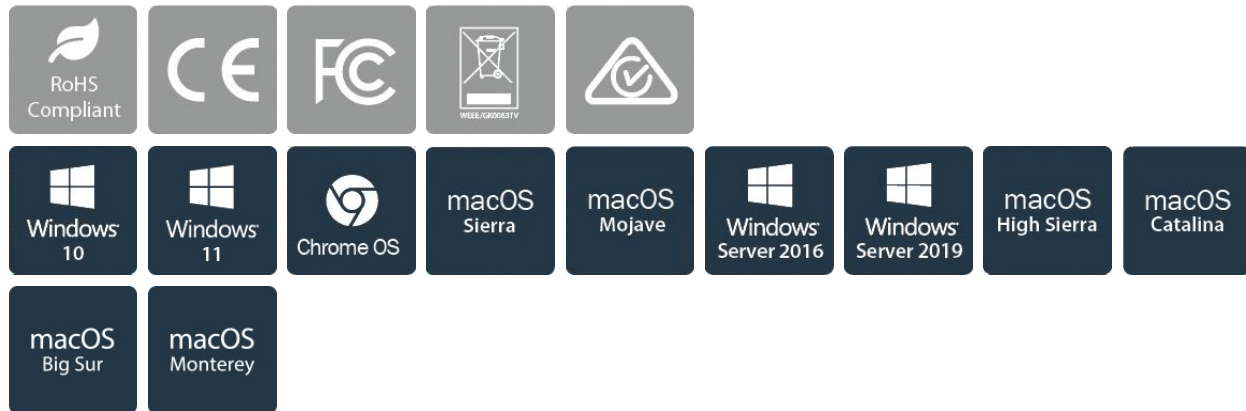 RoHS
Compliant
CE
FC
WEEE/GK0083TV
Windows
10
Windows
11
Chrome OS
macOS
Sierra
macOS
Mojave
Windows
Server 2016
Windows
Server 2019
macOS
High Sierra
macOS
Catalina
macOS
Big Sur
macOS
Monterey